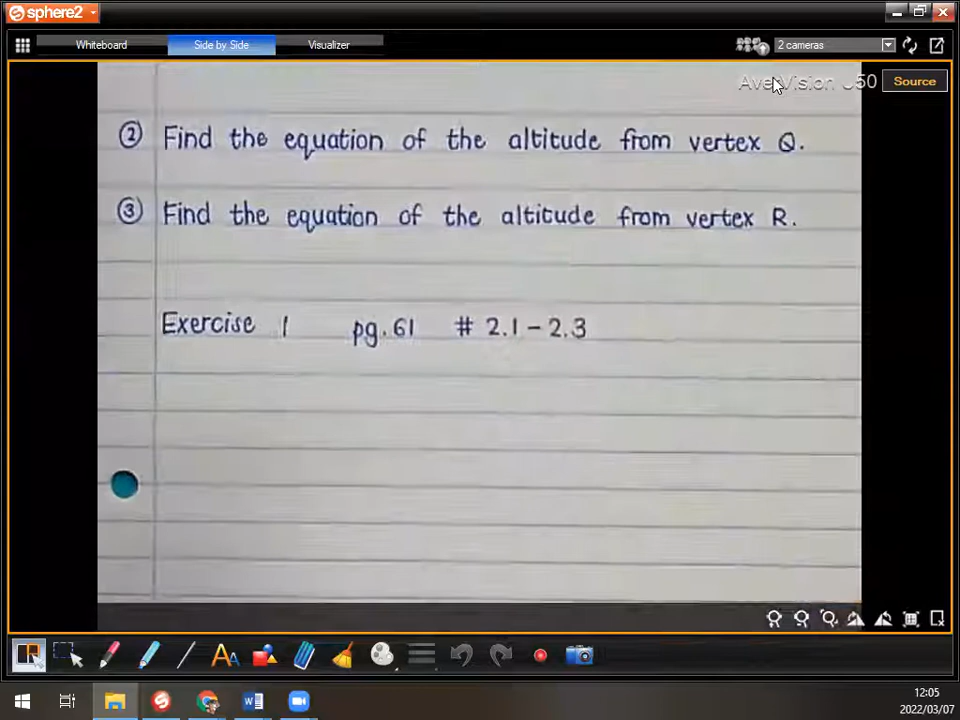 sphere2
Whiteboard
Side by Side
Visualizer
2 cameras
Source
② Find the equation of the altitude from vertex Q.
③ Find the equation of the altitude from vertex R.
Exercise 1 pg. 61 # 2.1 - 2.3
12:05
2022/03/07